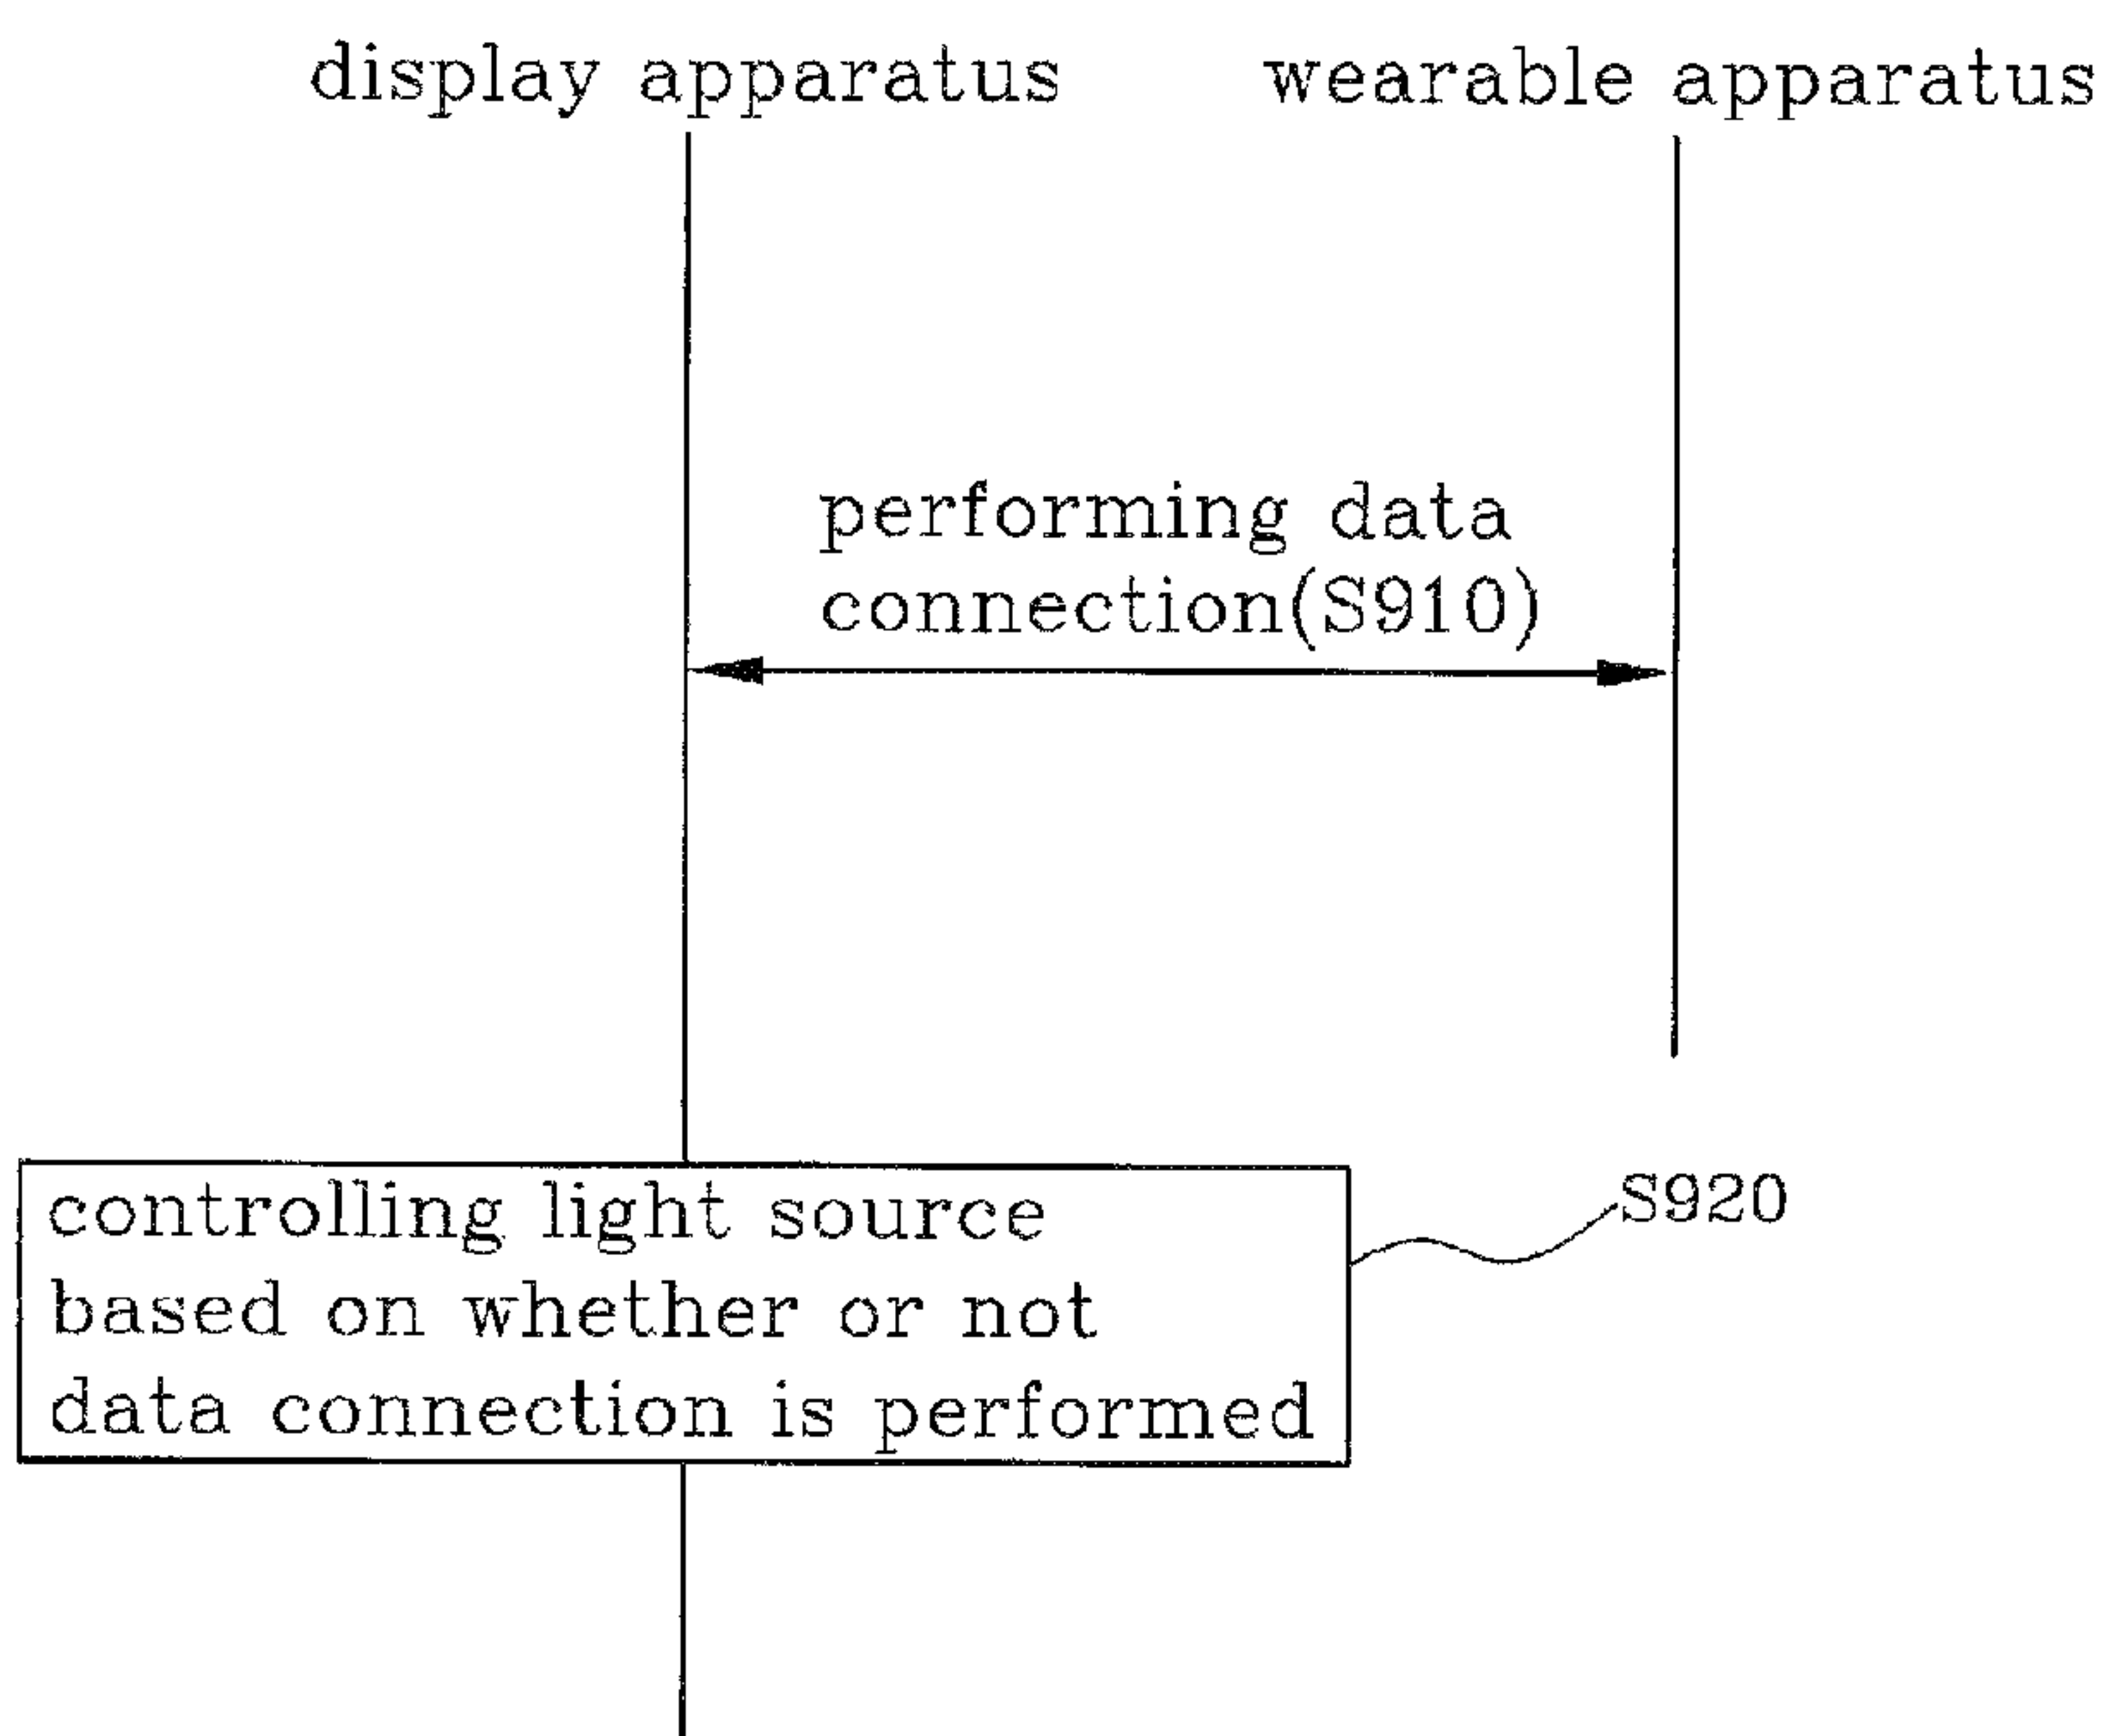 display apparatus
wearable apparatus
performing data
connection(S910)
controlling light source
based on whether or not
data connection is performed
S920